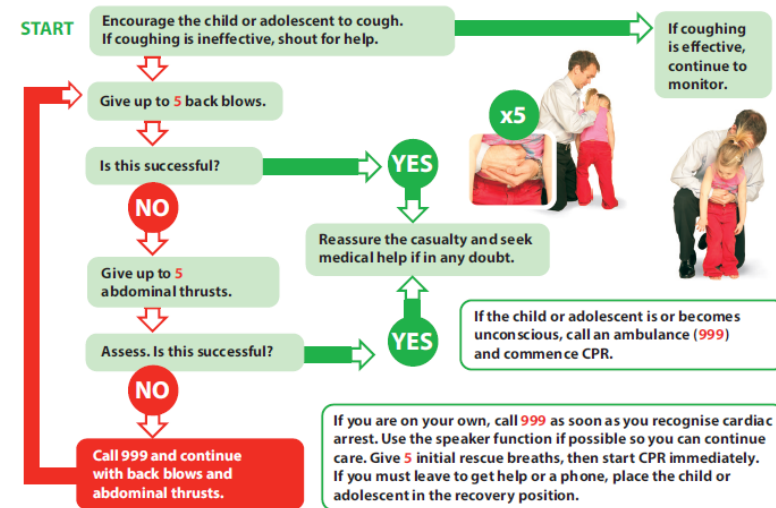 START
Encourage the child or adolescent to cough.
If coughing is ineffective, shout for help.
If coughing
is effective,
continue to
monitor.
Give up to 5 back blows.
x5
Is this successful?
YES
NO
Reassure the casualty and seek
medical help if in any doubt.
Give up to 5
abdominal thrusts.
If the child or adolescent is or becomes
unconscious, call an ambulance (999)
and commence CPR.
Assess. Is this successful?
YES
NO
If you are on your own, call 999 as soon as you recognise cardiac
arrest. Use the speaker function if possible so you can continue
care. Give 5 initial rescue breaths, then start CPR immediately.
If you must leave to get help or a phone, place the child or
adolescent in the recovery position.
Call 999 and continue
with back blows and
abdominal thrusts.